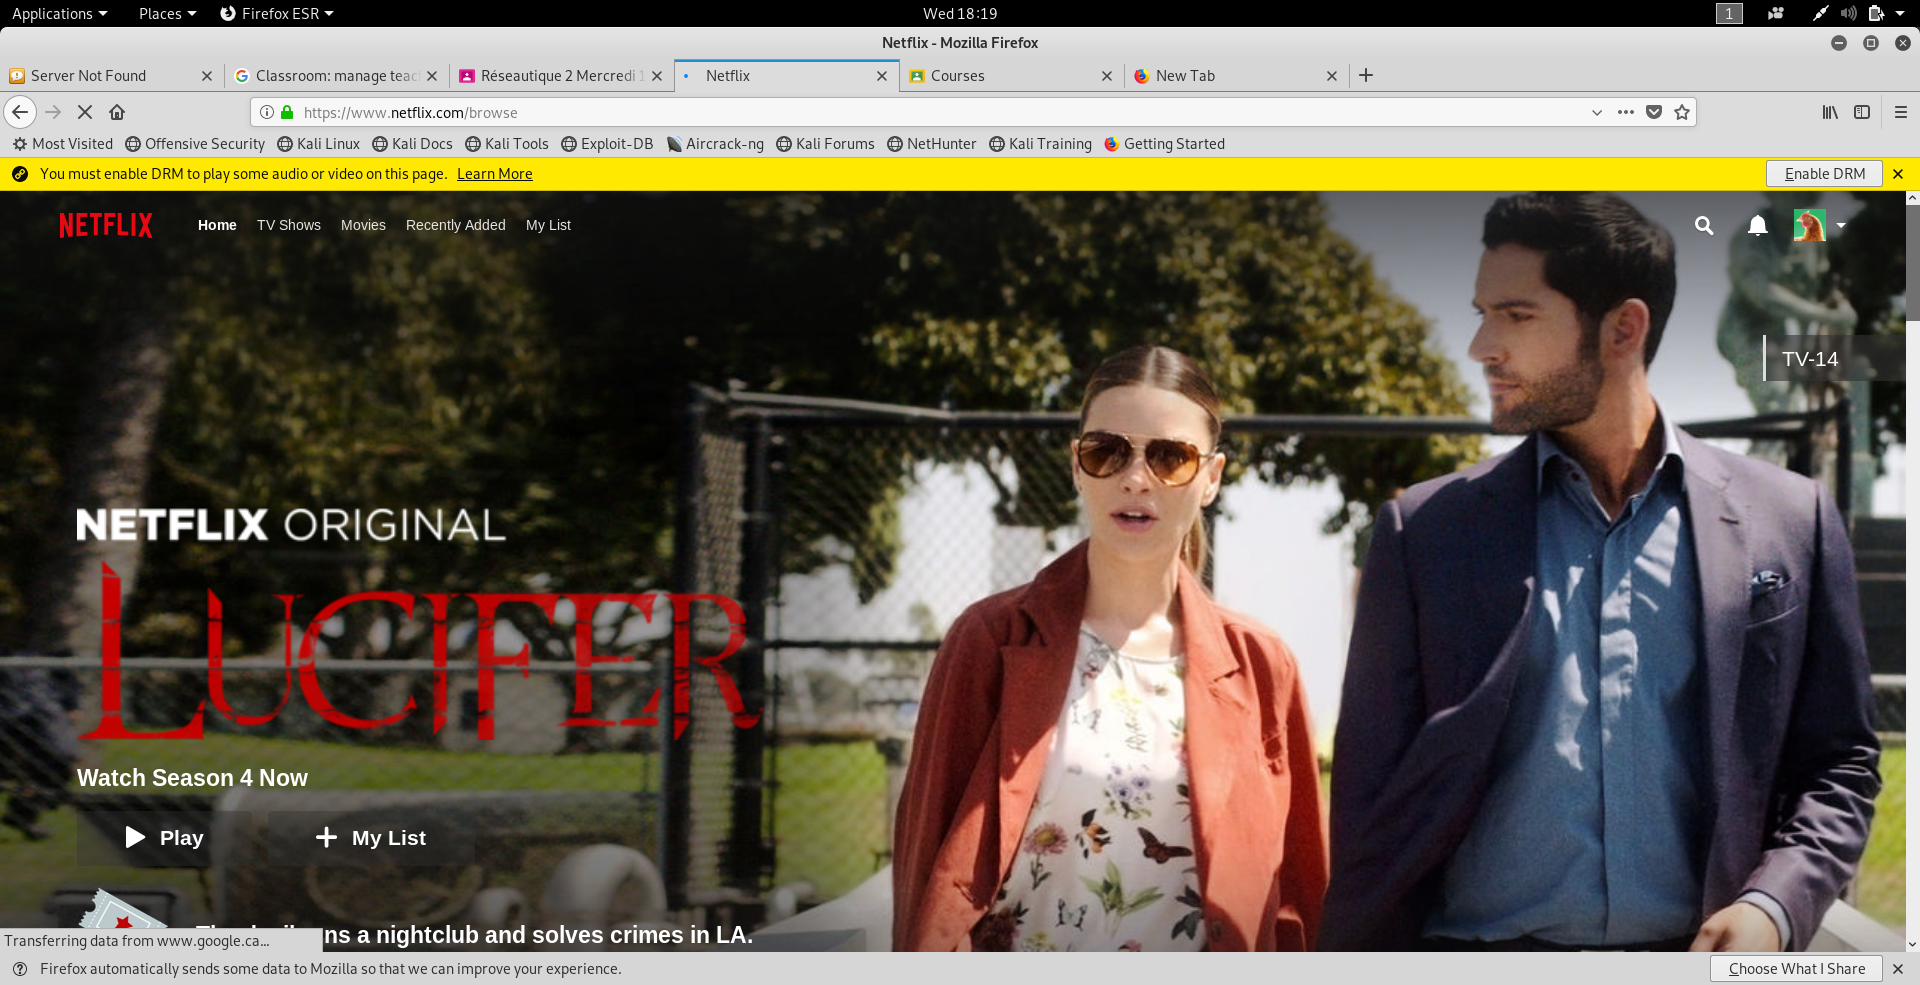 Applications Places Firefox ESR Wed 18:19 1
Netflix - Mozilla Firefox
Server Not Found Classroom: manage teac Réseautique 2 Mercredi 1 Netflix Courses New Tab
https://www.netflix.com/browse
Most Visited Offensive Security Kali Linux Kali Docs Kali Tools Exploit-DB Aircrack-ng Kali Forums NetHunter Kali Training Getting Started
You must enable DRM to play some audio or video on this page. Learn More Enable DRM
NETFLIX Home TV Shows Movies Recently Added My List
TV-14
NETFLIX ORIGINAL
LUCIFER
Watch Season 4 Now
Play My List
ns a nightclub and solves crimes in LA.
Transferring data from www.google.ca...
Firefox automatically sends some data to Mozilla so that we can improve your experience. Choose What I Share